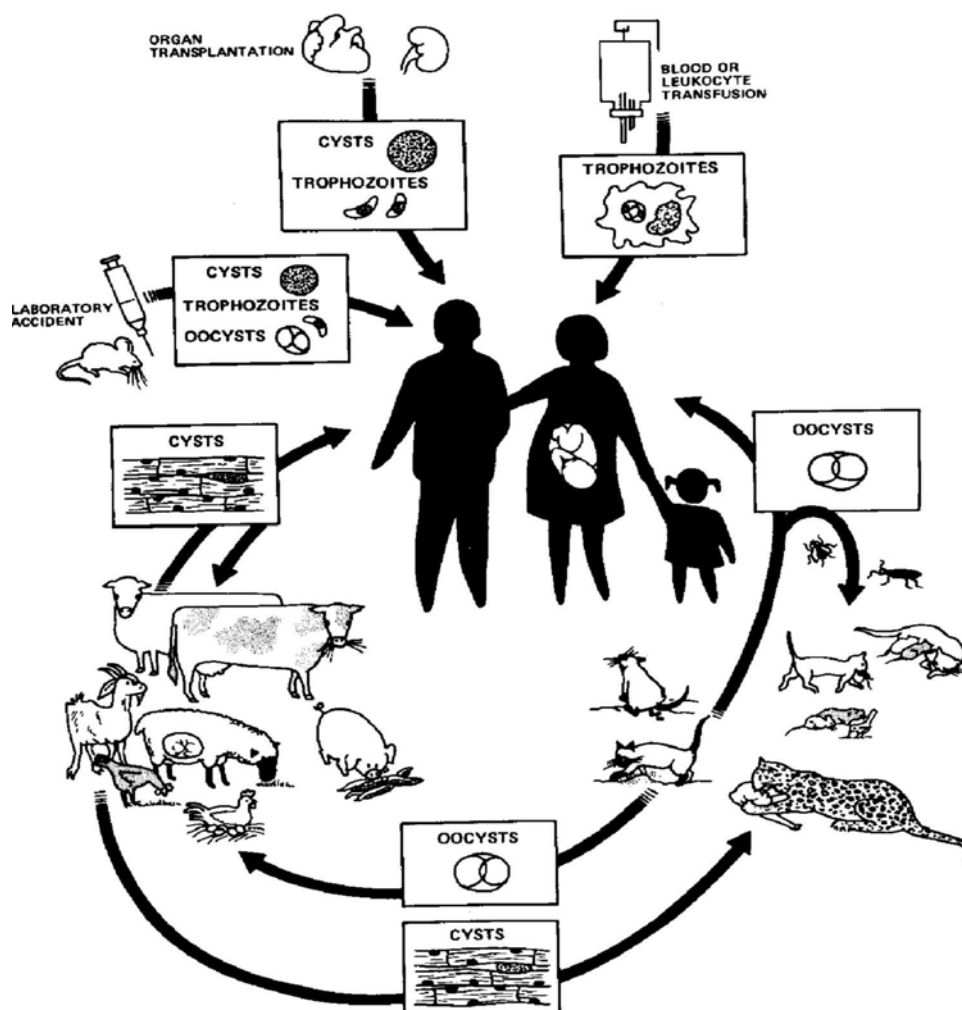 ORGAN
TRANSPLANTATION
BLOOD OR
LEUKOCYTE
TRANSFUSION
CYSTS
TROPHOZOITES
TROPHOZOITES
LABORATORY
ACCIDENT
CYSTS
TROPHOZOITES
OOCYSTS
CYSTS
OOCYSTS
OOCYSTS
CYSTS